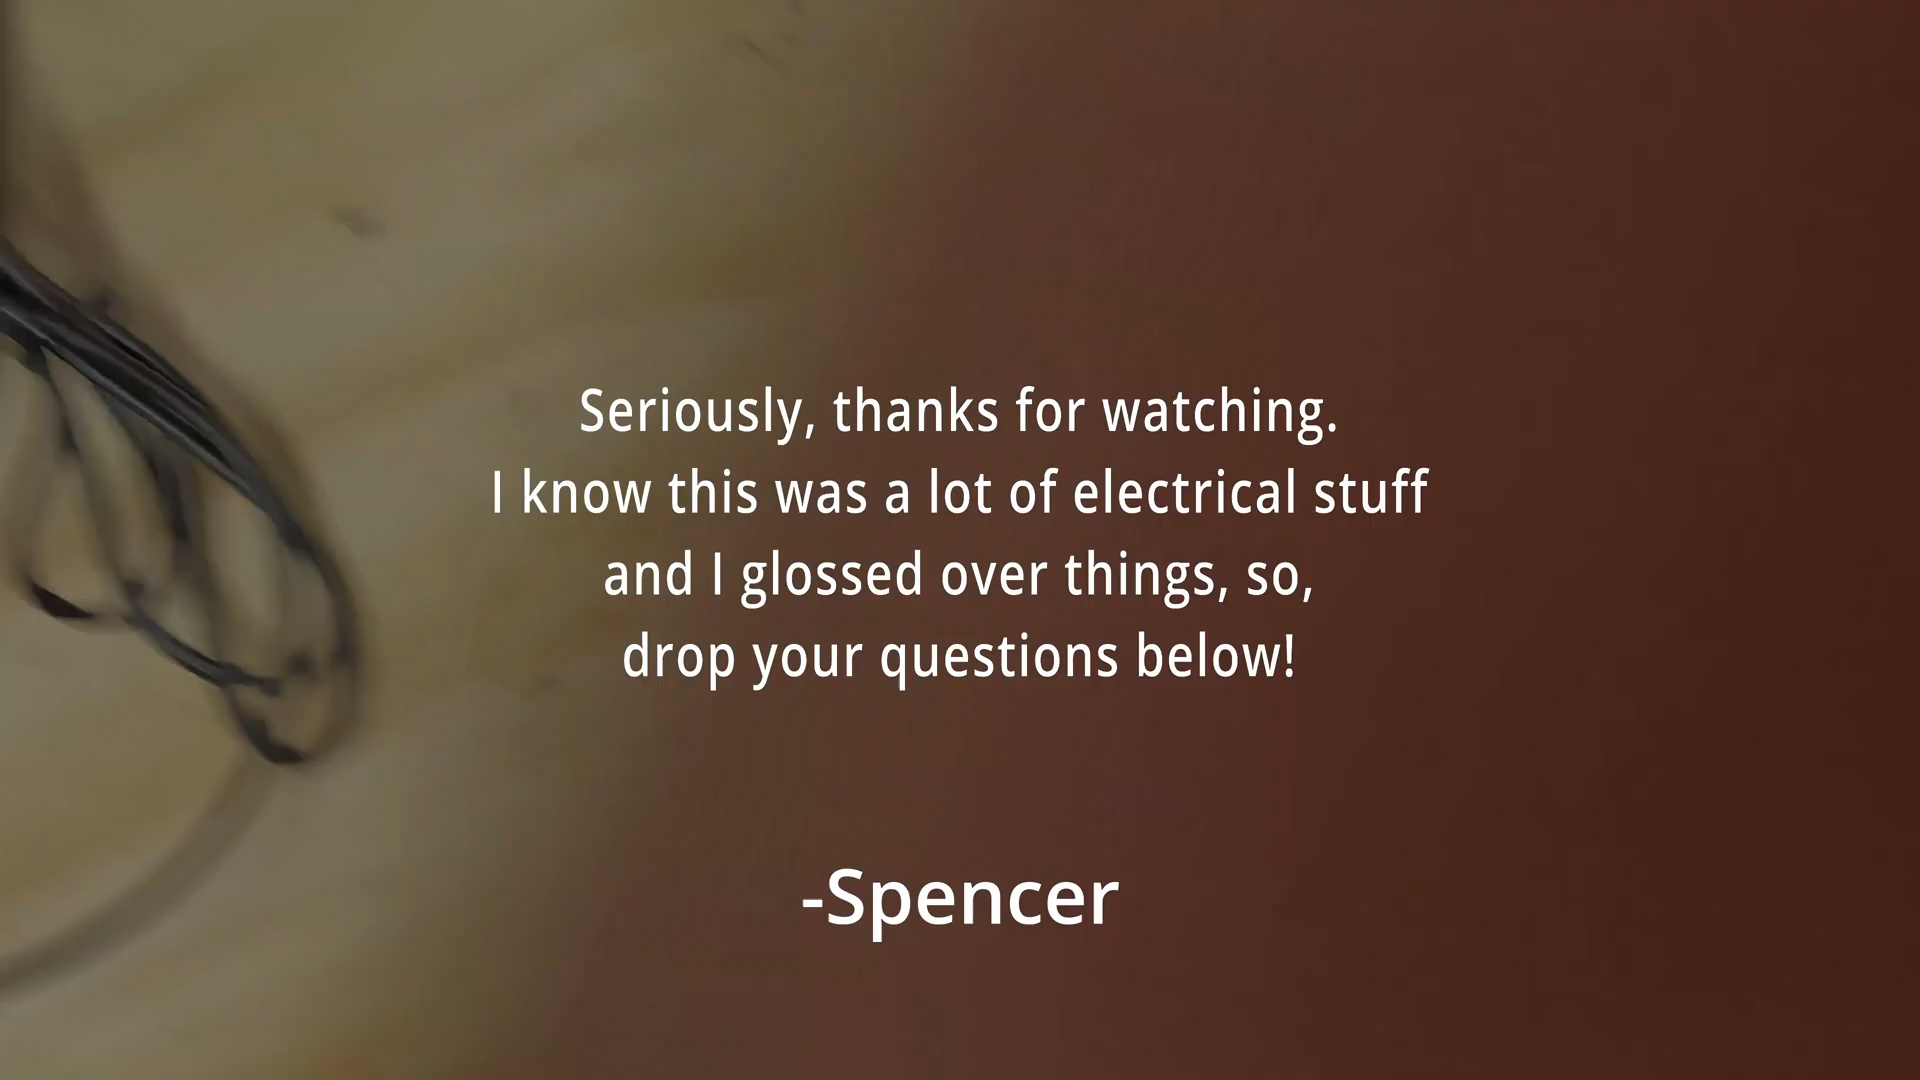 Seriously, thanks for watching.
I know this was a lot of electrical stuff
and I glossed over things, so,
drop your questions below!
-Spencer